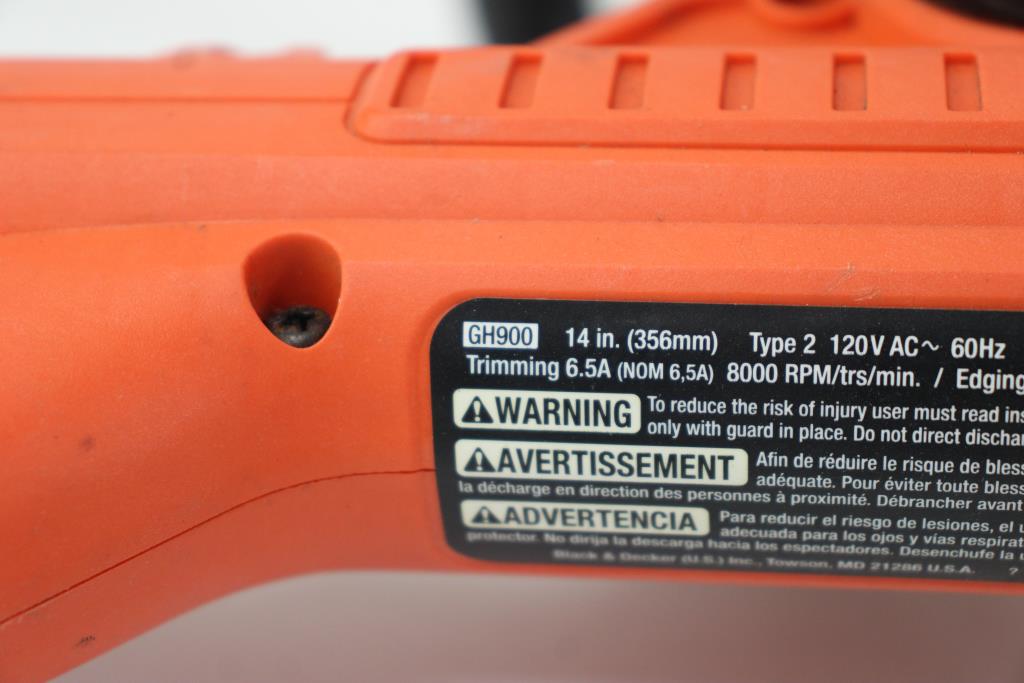 GH900 14 in. (356mm) Type 2 120V AC~ 60Hz
Trimming 6.5A (NOM 6,5A) 8000 RPM/trs/min. / Edging
⚠WARNING To reduce the risk of injury user must read ins
only with guard in place. Do not direct dischar
⚠AVERTISSEMENT Afin de réduire le risque de bless
adéquate. Pour éviter toute bless
la décharge en direction des personnes à proximité. Débrancher avant
⚠ADVERTENCIA Para reducir el riesgo de lesiones, el u
adecuada para los ojos y vías respirat
protector. No dirija la descarga hacia los espectadores. Desenchufe la u
Black & Decker (U.S.) Inc., Towson, MD 21286 U.S.A.